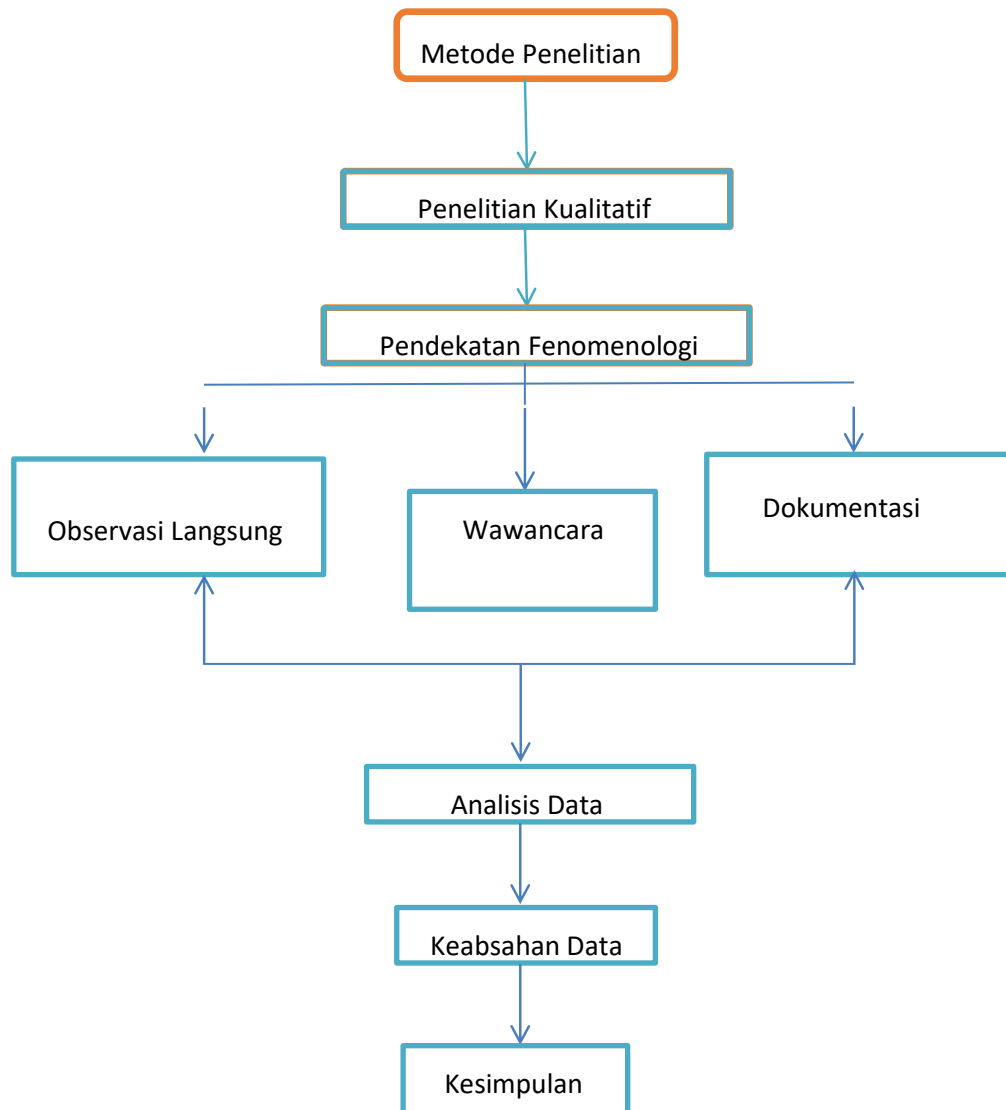 Metode Penelitian
Penelitian Kualitatif
Pendekatan Fenomenologi
Observasi Langsung
Wawancara
Dokumentasi
Analisis Data
Keabsahan Data
Kesimpulan